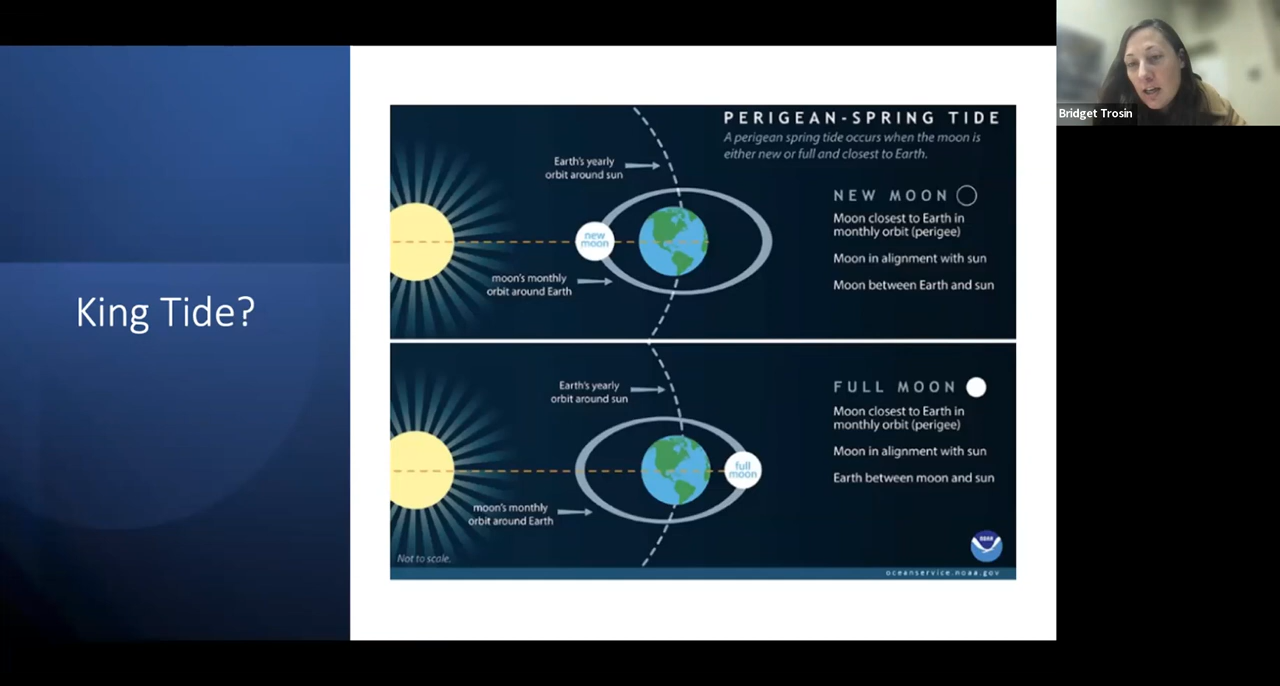 King Tide?
PERIGEAN-SPRING TIDE
A perigean spring tide occurs when the moon is
either new or full and closest to Earth.
Earth's yearly
orbit around sun
new
moon
moon's monthly
orbit around Earth
NEW MOON
Moon closest to Earth in
monthly orbit (perigee)
Moon in alignment with sun
Moon between Earth and sun
Earth's yearly
orbit around sun
full
moon
moon's monthly
orbit around Earth
Not to scale.
FULL MOON
Moon closest to Earth in
monthly orbit (perigee)
Moon in alignment with sun
Earth between moon and sun
NOAA
oceanservice.noaa.gov
Bridget Trosin